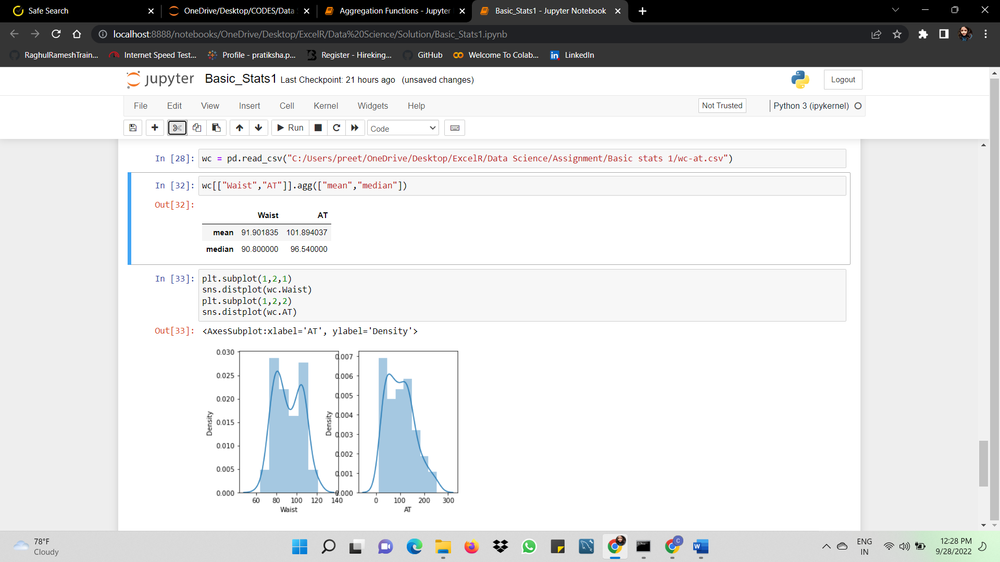 Safe Search
OneDrive/Desktop/CODES/Data
Aggregation Functions - Jupyter
Basic_Stats1 - Jupyter Notebook
localhost:8888/notebooks/OneDrive/Desktop/ExcelR/Data%20Science/Solution/Basic_Stats1.ipynb
RaghulRameshTrain... Internet Speed Test... Profile - pratiksha.p... Register - Hireking... GitHub Welcome To Colab... LinkedIn
jupyter Basic_Stats1 Last Checkpoint: 21 hours ago (unsaved changes) Logout
File Edit View Insert Cell Kernel Widgets Help Not Trusted Python 3 (ipykernel)
Run Code
In [28]: wc = pd.read_csv("C:/Users/preet/OneDrive/Desktop/ExcelR/Data Science/Assignment/Basic stats 1/wc-at.csv")
In [32]: wc[["Waist","AT"]].agg(["mean","median"])
Out[32]:
Waist AT
mean 91.901835 101.894037
median 90.800000 96.540000
In [33]: plt.subplot(1,2,1)
sns.distplot(wc.Waist)
plt.subplot(1,2,2)
sns.distplot(wc.AT)
Out[33]: <AxesSubplot:xlabel='AT', ylabel='Density'>
0.030
0.025
0.020
0.015
0.010
0.005
0.000
Density
60 80 100 120 140
Waist
0.007
0.006
0.005
0.004
0.003
0.002
0.001
0.000
Density
0 100 200 300
AT
78°F
Cloudy
ENG
IN
12:28 PM
9/28/2022